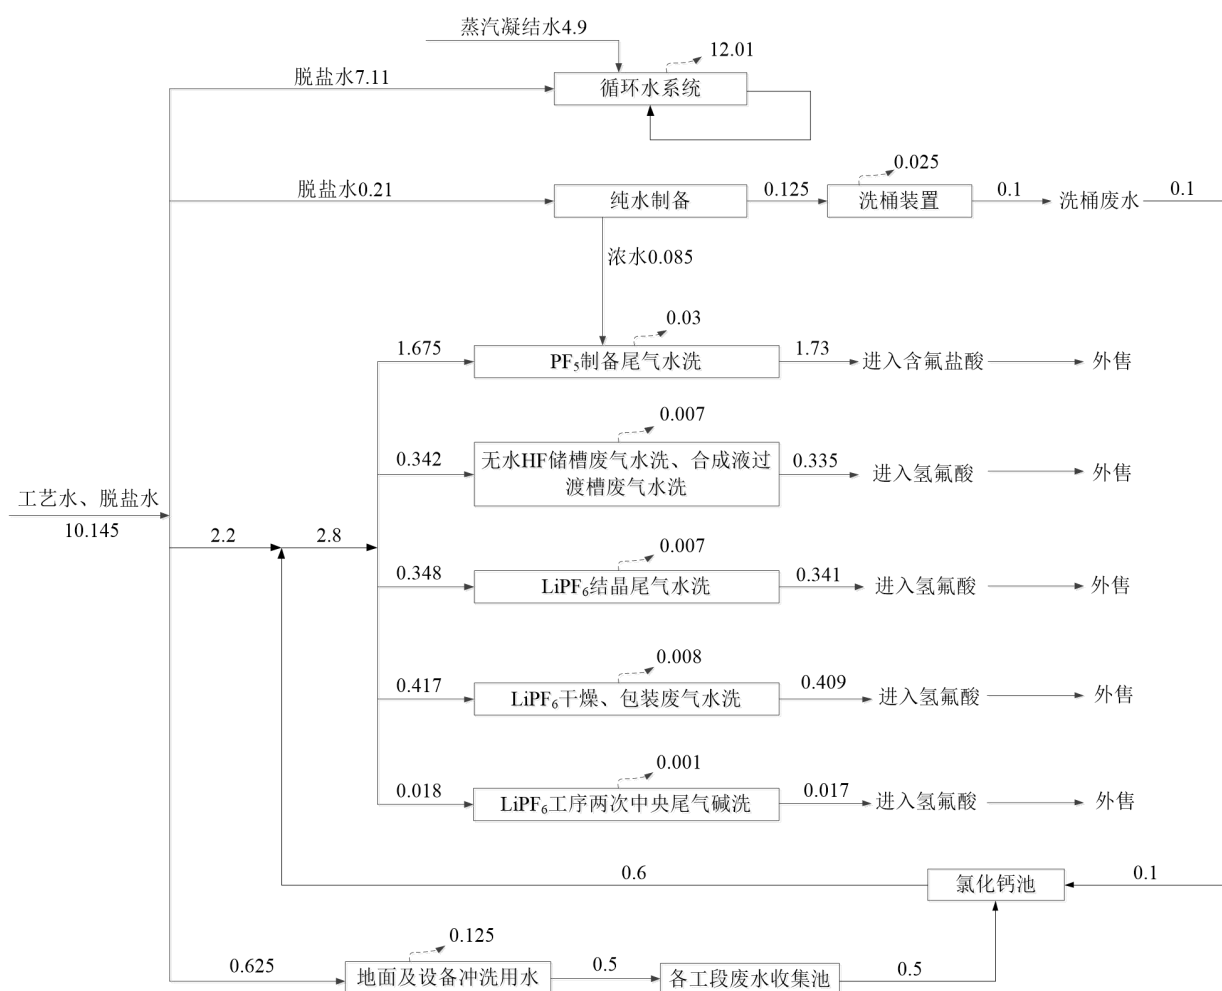 蒸汽凝结水4.9
12.01
脱盐水7.11
循环水系统
脱盐水0.21
纯水制备
0.125
0.025
洗桶装置
0.1
洗桶废水
0.1
浓水0.085
0.03
1.675
PF₅制备尾气水洗
1.73
进入含氟盐酸
外售
0.007
0.342
无水HF储槽废气水洗、合成液过
渡槽废气水洗
0.335
进入氢氟酸
外售
工艺水、脱盐水
10.145
2.2
2.8
0.007
0.348
LiPF₆结晶尾气水洗
0.341
进入氢氟酸
外售
0.008
0.417
LiPF₆干燥、包装废气水洗
0.409
进入氢氟酸
外售
0.001
0.018
LiPF₆工序两次中央尾气碱洗
0.017
进入氢氟酸
外售
0.6
氯化钙池
0.1
0.125
0.625
地面及设备冲洗用水
0.5
各工段废水收集池
0.5